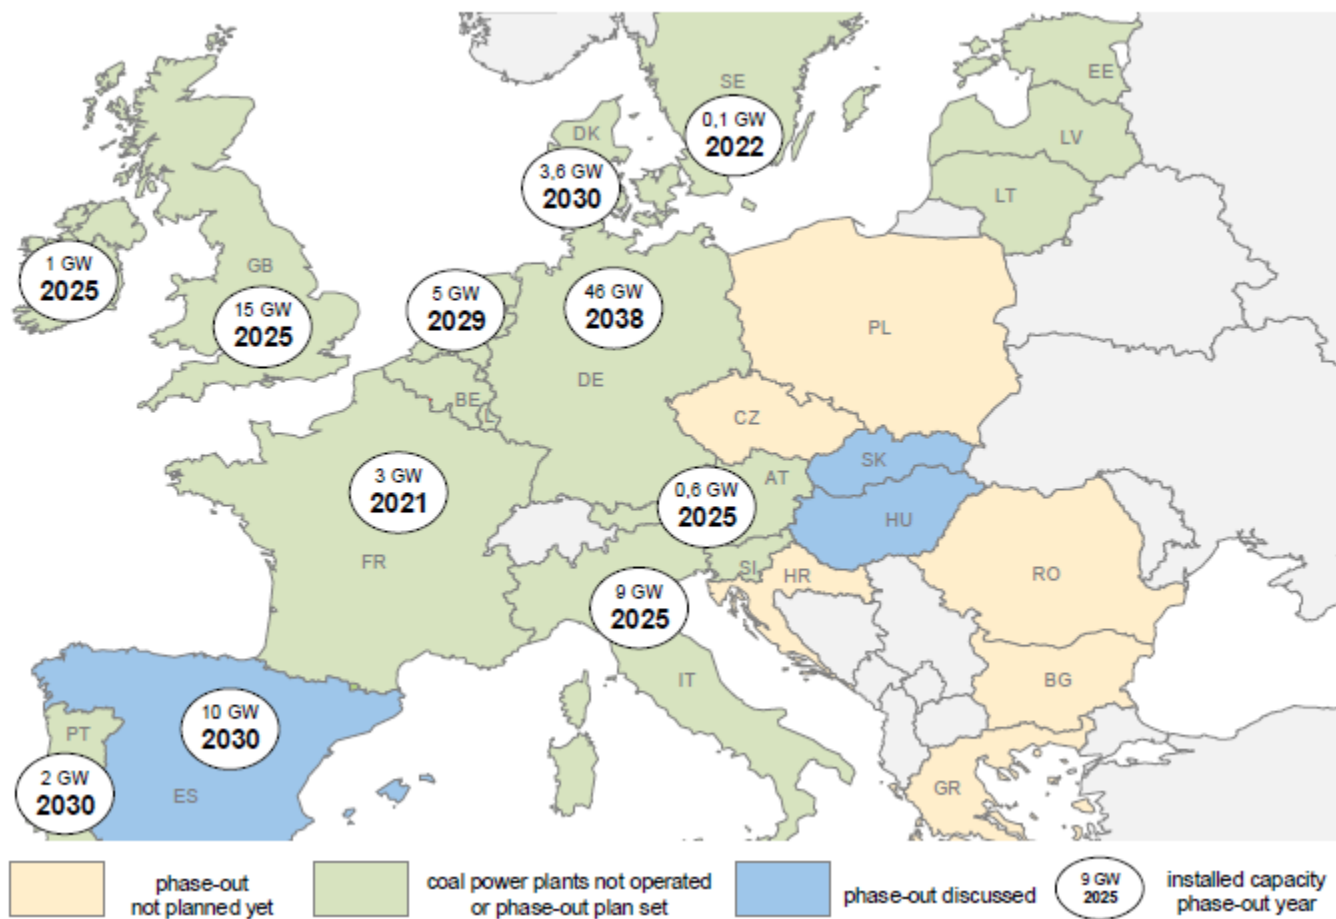 SE
EE
0,1 GW
2022
DK
LV
3,6 GW
2030
LT
1 GW
2025
GB
15 GW
2025
5 GW
2029
46 GW
2038
PL
DE
BE
CZ
3 GW
2021
SK
AT
0,6 GW
2025
HU
FR
SI
HR
RO
9 GW
2025
IT
BG
10 GW
2030
PT
2 GW
2030
ES
GR
phase-out
not planned yet
coal power plants not operated
or phase-out plan set
phase-out discussed
9 GW
2025
installed capacity
phase-out year